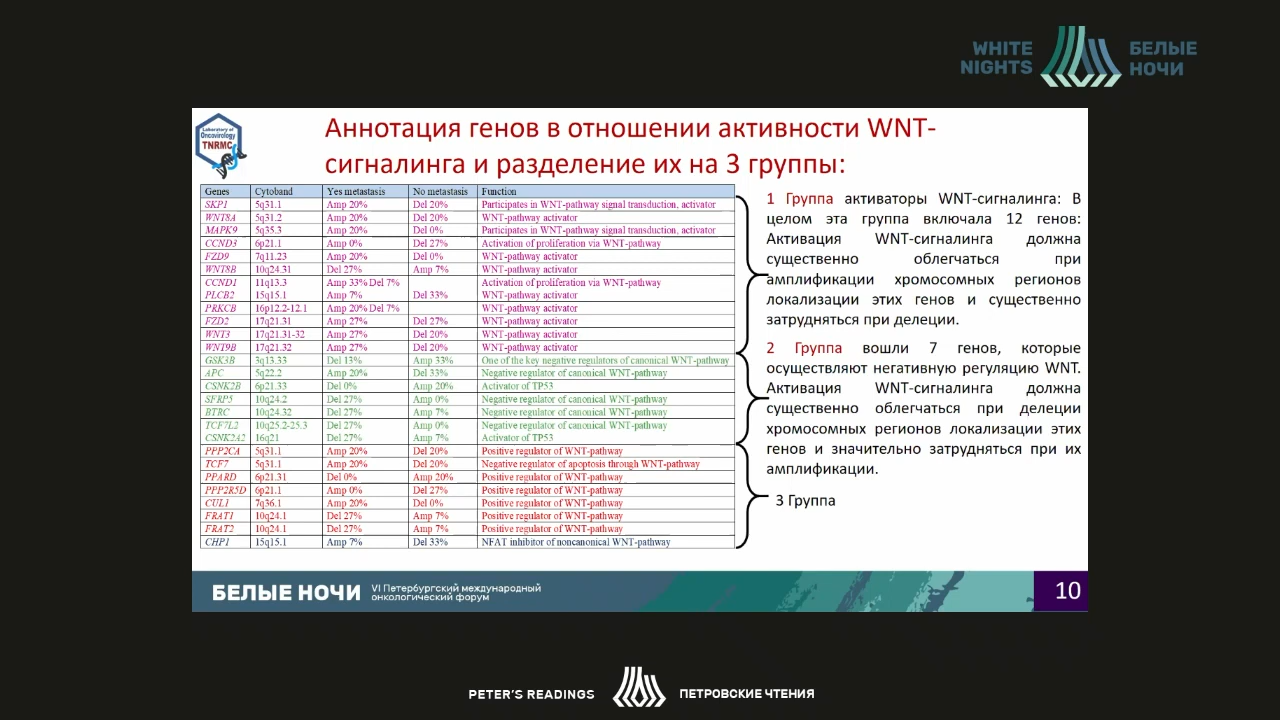 WHITE NIGHTS
БЕЛЫЕ НОЧИ
Laboratory of Oncovirology TNRMC
Аннотация генов в отношении активности WNT-
сигналинга и разделение их на 3 группы:
Genes Cytoband Yes metastasis No metastasis Function
SKP1 5q31.1 Amp 20% Del 20% Participates in WNT-pathway signal transduction, activator
WNT8A 5q31.2 Amp 20% Del 20% WNT-pathway activator
MAPK9 5q35.3 Amp 20% Del 0% Participates in WNT-pathway signal transduction, activator
CCND3 6p21.1 Amp 0% Del 27% Activation of proliferation via WNT-pathway
FZD9 7q11.23 Amp 20% Del 0% WNT-pathway activator
WNT8B 10q24.31 Del 27% Amp 7% WNT-pathway activator
CCND1 11q13.3 Amp 33% Del 7% Activation of proliferation via WNT-pathway
PLCB2 15q15.1 Amp 7% Del 33% WNT-pathway activator
PRKCB 16p12.2-12.1 Amp 20% Del 7% WNT-pathway activator
FZD2 17q21.31 Amp 27% Del 27% WNT-pathway activator
WNT3 17q21.31-32 Amp 27% Del 20% WNT-pathway activator
WNT9B 17q21.32 Amp 27% Del 20% WNT-pathway activator
GSK3B 3q13.33 Del 13% Amp 33% One of the key negative regulators of canonical WNT-pathway
APC 5q22.2 Amp 20% Del 33% Negative regulator of canonical WNT-pathway
CSNK2B 6p21.33 Del 0% Amp 20% Activator of TP53
SFRP5 10q24.2 Del 27% Amp 0% Negative regulator of canonical WNT-pathway
BTRC 10q24.32 Del 27% Amp 7% Negative regulator of canonical WNT-pathway
TCF7L2 10q25.2-25.3 Del 27% Amp 0% Negative regulator of canonical WNT-pathway
CSNK2A2 16q21 Del 27% Amp 7% Activator of TP53
PPP2CA 5q31.1 Amp 20% Del 20% Positive regulator of WNT-pathway
TCF7 5q31.1 Amp 20% Del 20% Negative regulator of apoptosis through WNT-pathway
PPARD 6p21.31 Del 0% Amp 20% Positive regulator of WNT-pathway
PPP2R5D 6p21.1 Amp 0% Del 27% Positive regulator of WNT-pathway
CUL1 7q36.1 Amp 20% Del 0% Positive regulator of WNT-pathway
FRAT1 10q24.1 Del 27% Amp 7% Positive regulator of WNT-pathway
FRAT2 10q24.1 Del 27% Amp 7% Positive regulator of WNT-pathway
CHP1 15q15.1 Amp 7% Del 33% NFAT inhibitor of noncanonical WNT-pathway
1 Группа активаторы WNT-сигналинга: В
целом эта группа включала 12 генов:
Активация WNT-сигналинга должна
существенно облегчаться при
амплификации хромосомных регионов
локализации этих генов и существенно
затрудняться при делеции.
2 Группа вошли 7 генов, которые
осуществляют негативную регуляцию WNT.
Активация WNT-сигналинга должна
существенно облегчаться при делеции
хромосомных регионов локализации этих
генов и значительно затрудняться при их
амплификации.
3 Группа
БЕЛЫЕ НОЧИ
VI Петербургский международный
онкологический форум
10
PETER'S READINGS
ПЕТРОВСКИЕ ЧТЕНИЯ